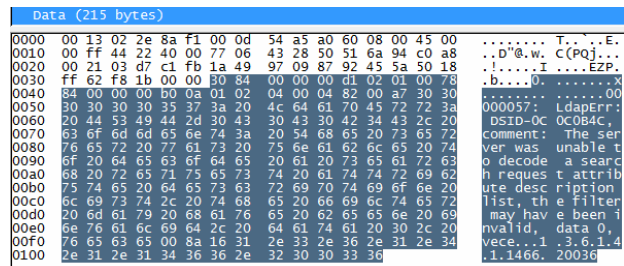 Data (215 bytes)
0000 00 13 02 2e 8a f1 00 0d 54 a5 a0 60 08 00 45 00 ........ T..`..E.
0010 00 ff 44 22 40 00 77 06 43 28 50 51 6a 94 c0 a8 ..D"@.w. C(PQj...
0020 00 21 03 d7 c1 fb 1a 49 97 09 87 92 45 5a 50 18 .!.....I ....EZP.
0030 ff 62 f8 1b 00 00 30 84 00 00 00 d1 02 01 00 78 .b....0. .......x
0040 84 00 00 00 b0 0a 01 02 04 00 04 82 00 a7 30 30 ........ ......00
0050 30 30 30 30 35 37 3a 20 4c 64 61 70 45 72 72 3a 000057: LdapErr:
0060 20 44 53 49 44 2d 30 43 30 43 30 42 34 43 2c 20 DSID-0C 0C0B4C,
0070 63 6f 6d 6d 65 6e 74 3a 20 54 68 65 20 73 65 72 comment: The ser
0080 76 65 72 20 77 61 73 20 75 6e 61 62 6c 65 20 74 ver was unable t
0090 6f 20 64 65 63 6f 64 65 20 61 20 73 65 61 72 63 o decode a searc
00a0 68 20 72 65 71 75 65 73 74 20 61 74 74 72 69 62 h reques t attrib
00b0 75 74 65 20 64 65 73 63 72 69 70 74 69 6f 6e 20 ute desc ription
00c0 6c 69 73 74 2c 20 74 68 65 20 66 69 6c 74 65 72 list, th e filter
00d0 20 6d 61 79 20 68 61 76 65 20 62 65 65 6e 20 69 may hav e been i
00e0 6e 76 61 6c 69 64 2c 20 64 61 74 61 20 30 2c 20 nvalid, data 0,
00f0 76 65 63 65 00 8a 16 31 2e 33 2e 36 2e 31 2e 34 vece...1 .3.6.1.4
0100 2e 31 2e 31 34 36 36 2e 32 30 30 33 36 .1.1466. 20036